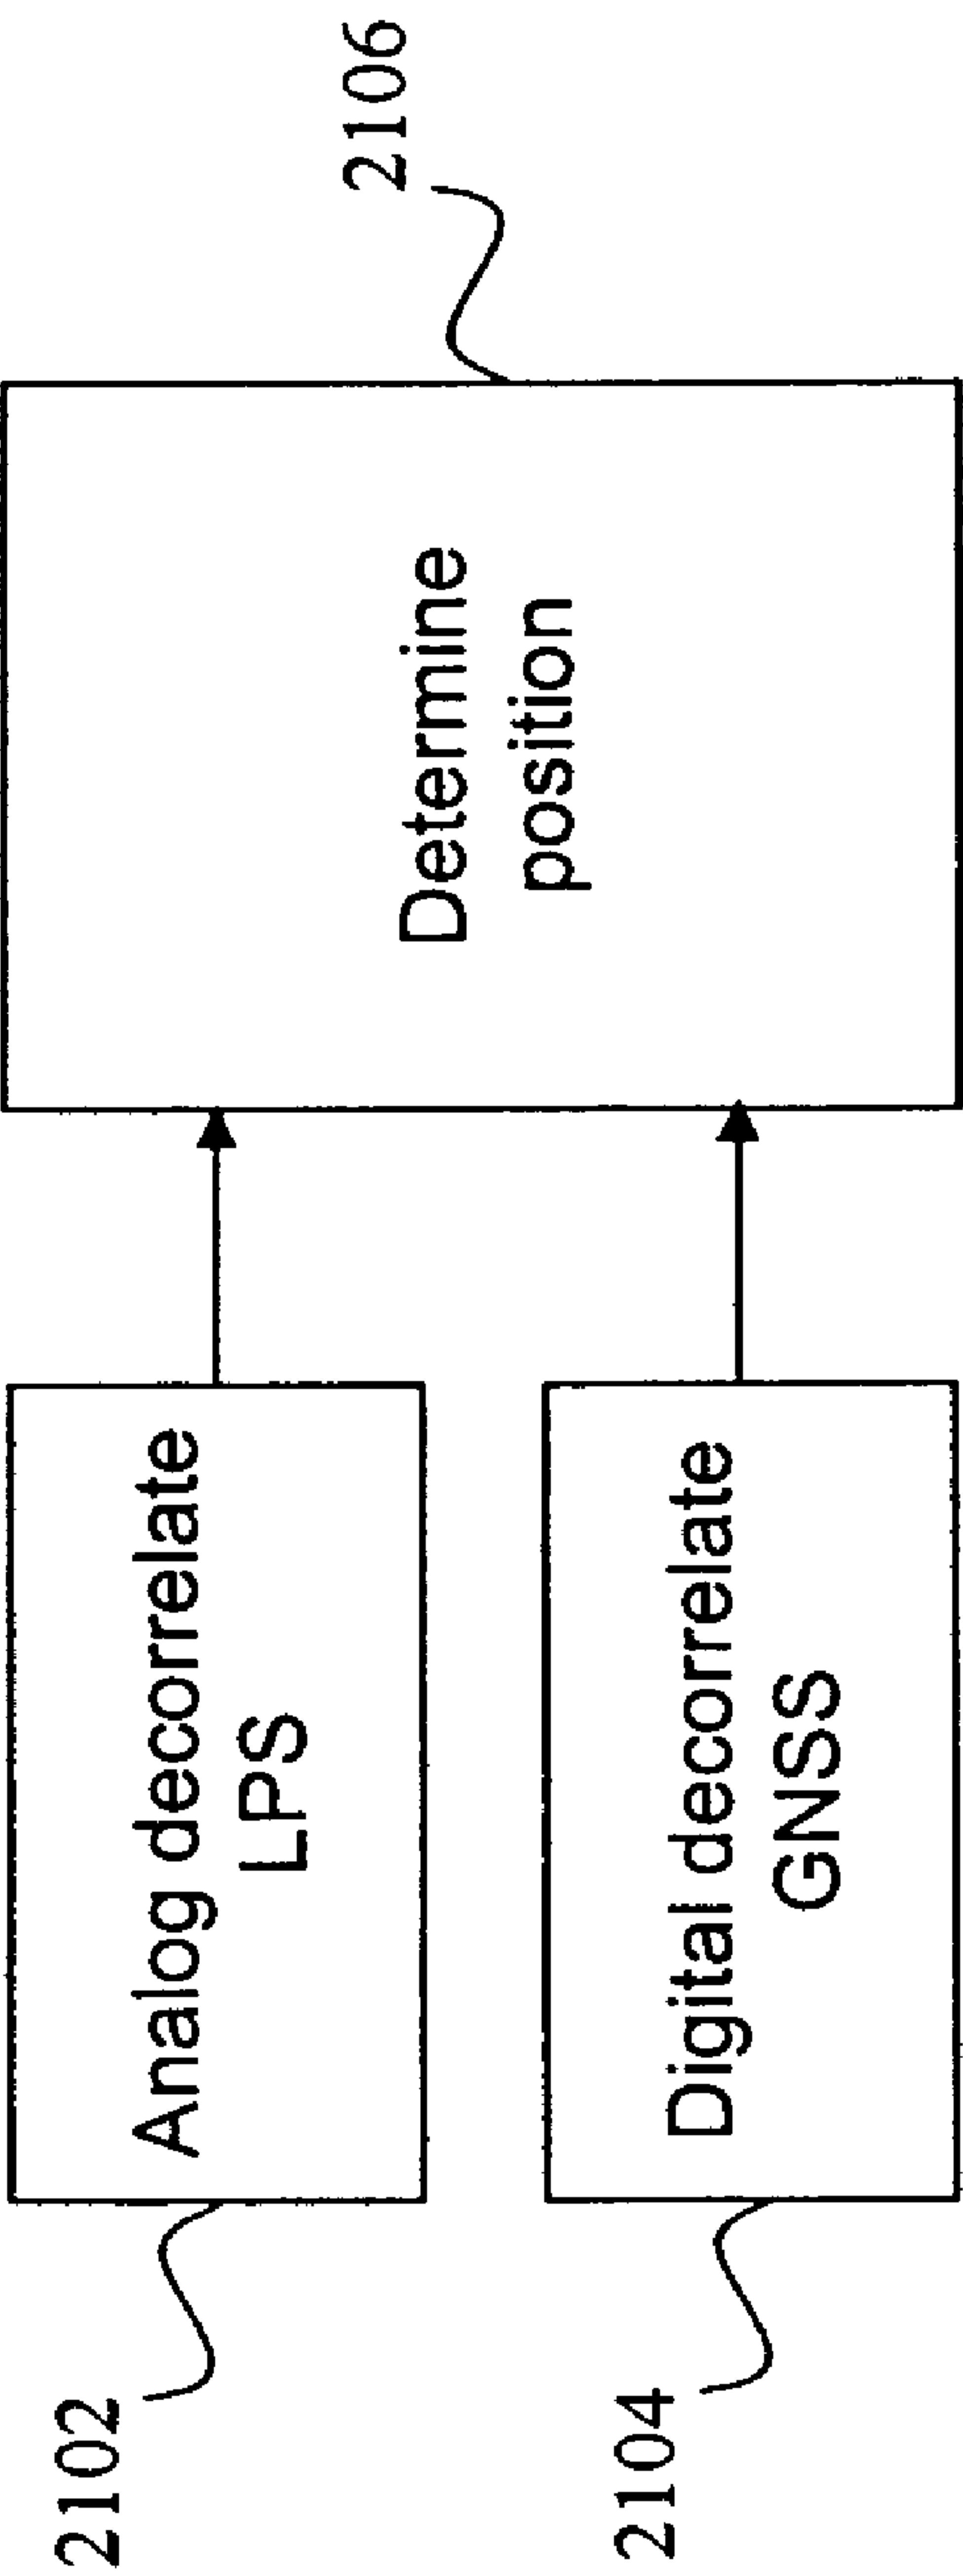 2102
Analog decorrelate
LPS
2104
Digital decorrelate
GNSS
Determine
position
2106